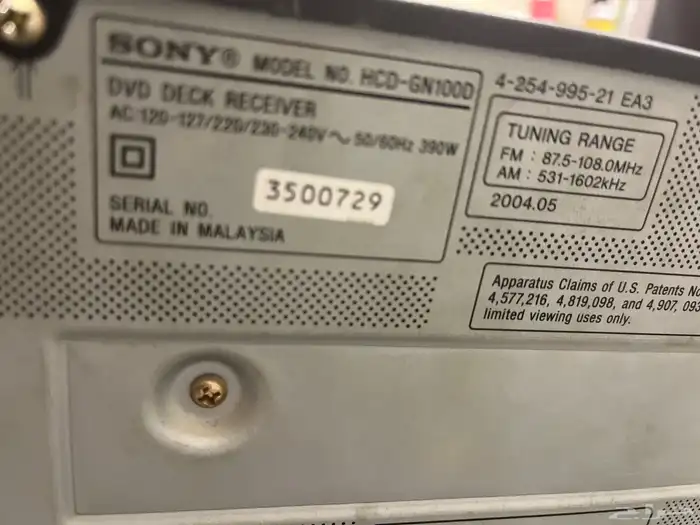 SONY® MODEL NO. HCD-GN100D
DVD DECK RECEIVER
AC:120-127/220/230-240V ~ 50/60Hz 390W
SERIAL NO. 3500729
MADE IN MALAYSIA
4-254-995-21 EA3
TUNING RANGE
FM : 87.5-108.0MHz
AM : 531-1602kHz
2004.05
Apparatus Claims of U.S. Patents No
4,577,216, 4,819,098, and 4,907, 093
limited viewing uses only.